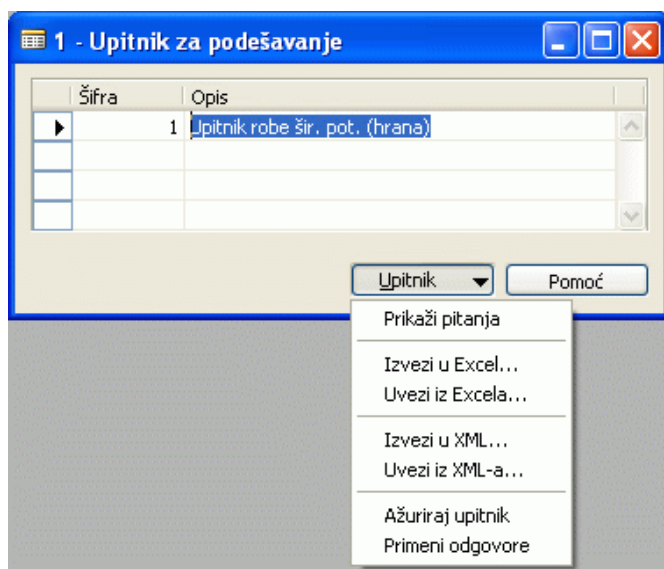 1 - Upitnik za podešavanje
Šifra Opis
1 Upitnik robe šir. pot. (hrana)
Upitnik Pomoć
Prikaži pitanja
Izvezi u Excel...
Uvezi iz Excela...
Izvezi u XML...
Uvezi iz XML-a...
Ažuriraj upitnik
Primeni odgovore